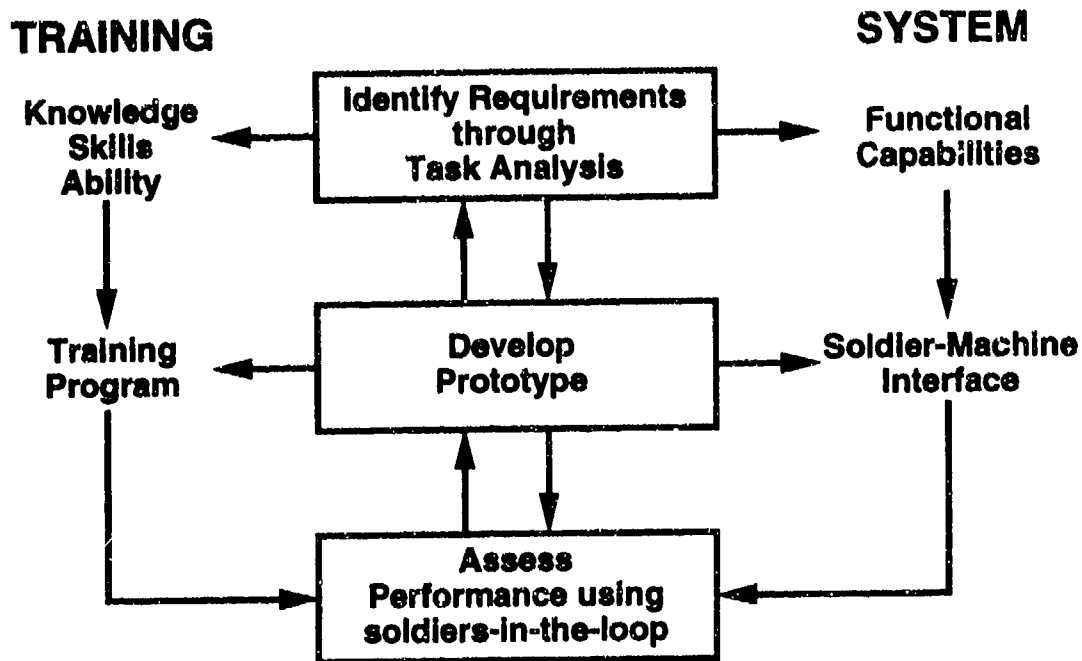 TRAINING
SYSTEM
Knowledge
Skills
Ability
Identify Requirements
through
Task Analysis
Functional
Capabilities
Training
Program
Develop
Prototype
Soldier-Machine
Interface
Assess
Performance using
soldiers-in-the-loop